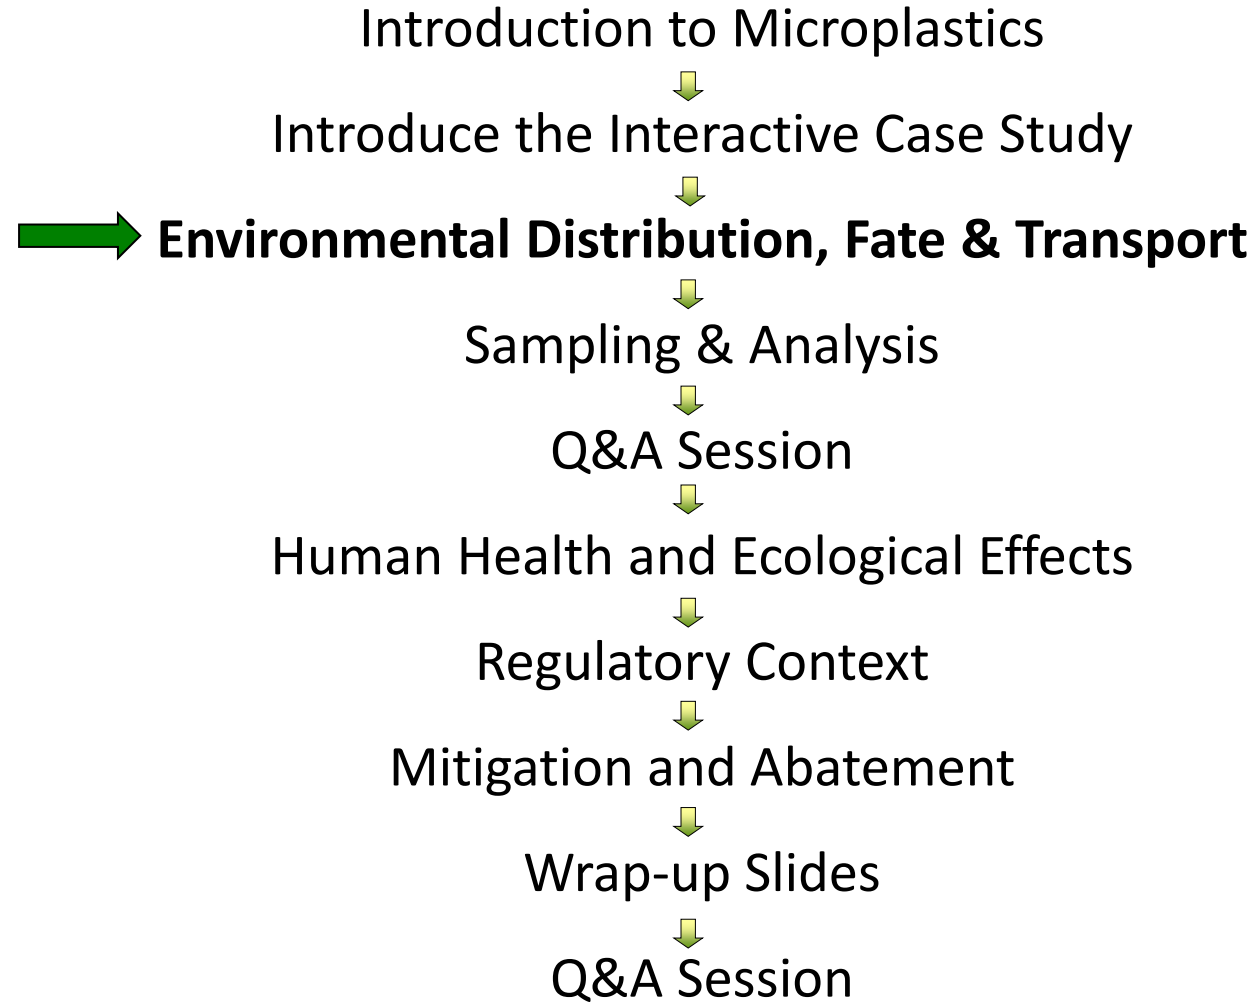 Introduction to Microplastics
Introduce the Interactive Case Study
Environmental Distribution, Fate & Transport
Sampling & Analysis
Q&A Session
Human Health and Ecological Effects
Regulatory Context
Mitigation and Abatement
Wrap-up Slides
Q&A Session